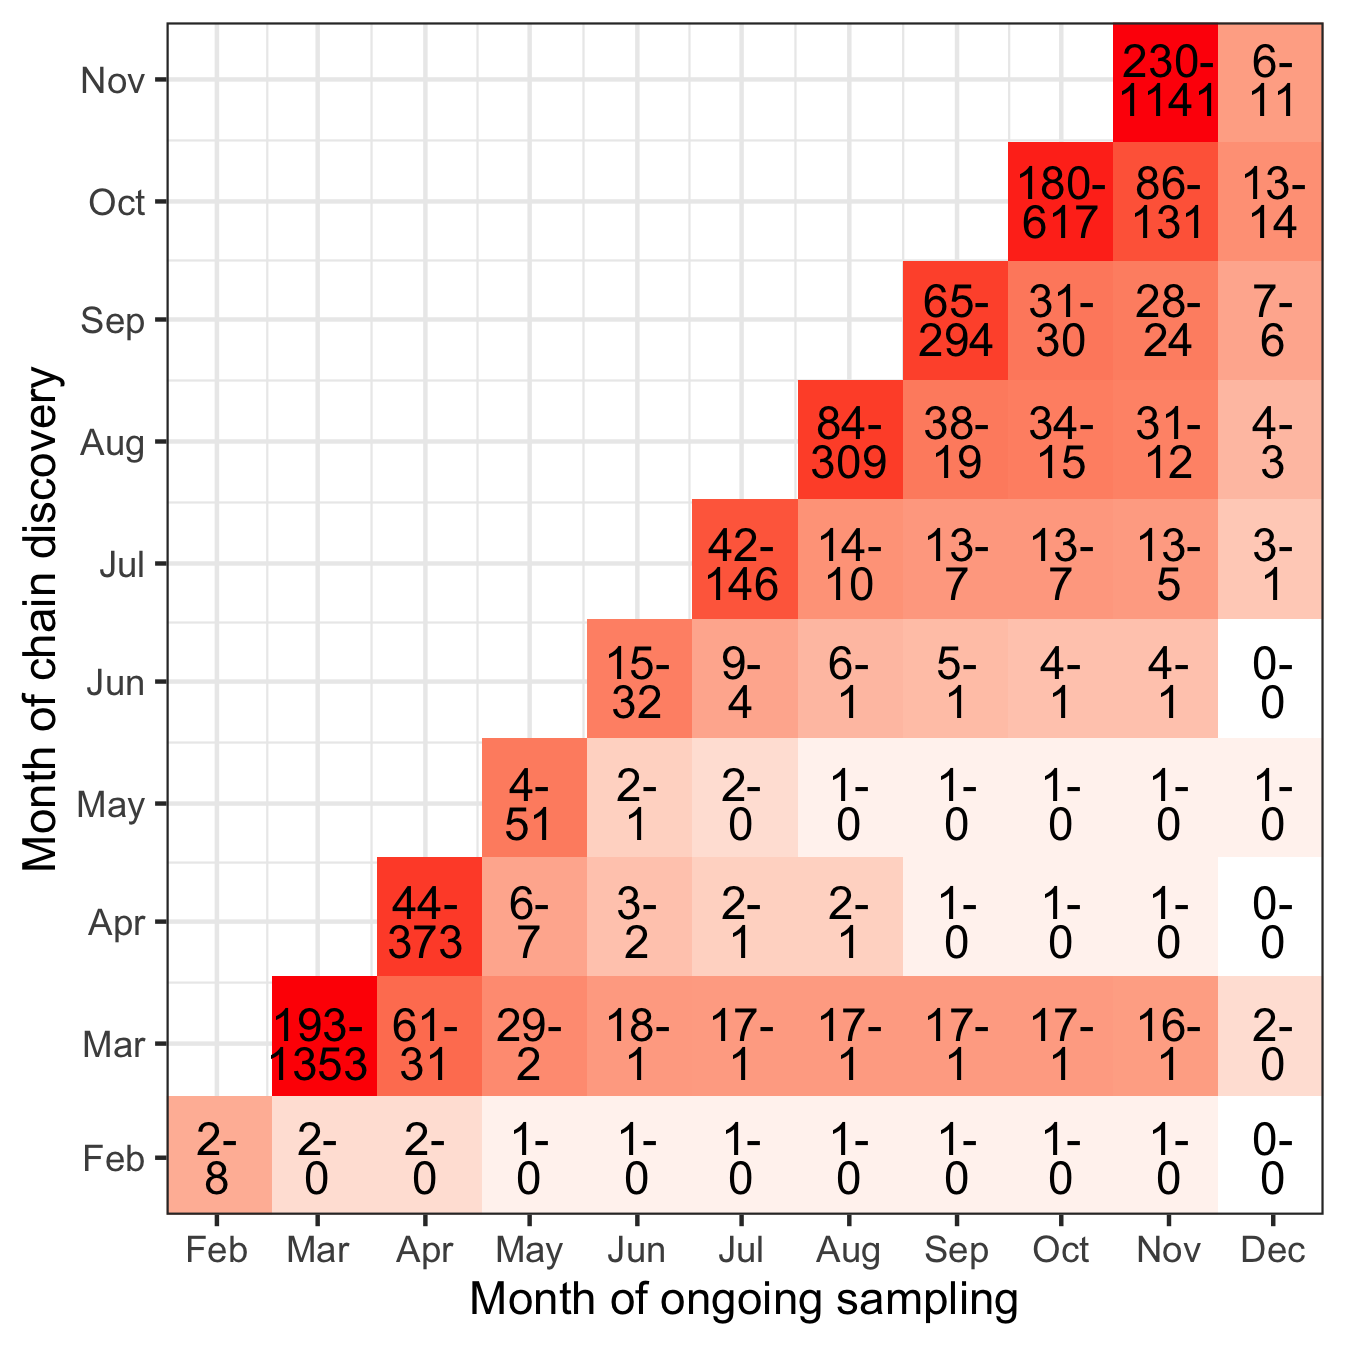 Month of chain discovery
Nov
230- 6-
1141 11
Oct
180- 86- 13-
617 131 14
Sep
65- 31- 28- 7-
294 30 24 6
Aug
84- 38- 34- 31- 4-
309 19 15 12 3
Jul
42- 14- 13- 13- 13- 3-
146 10 7 7 5 1
Jun
15- 9- 6- 5- 4- 4- 0-
32 4 1 1 1 1 0
May
4- 2- 2- 1- 1- 1- 1- 1-
51 1 0 0 0 0 0 0
Apr
44- 6- 3- 2- 2- 1- 1- 1- 0-
373 7 2 1 1 0 0 0 0
Mar
193- 61- 29- 18- 17- 17- 17- 17- 16- 2-
1353 31 2 1 1 1 1 1 1 0
Feb
2- 2- 2- 1- 1- 1- 1- 1- 1- 1- 0-
8 0 0 0 0 0 0 0 0 0 0
Feb Mar Apr May Jun Jul Aug Sep Oct Nov Dec
Month of ongoing sampling